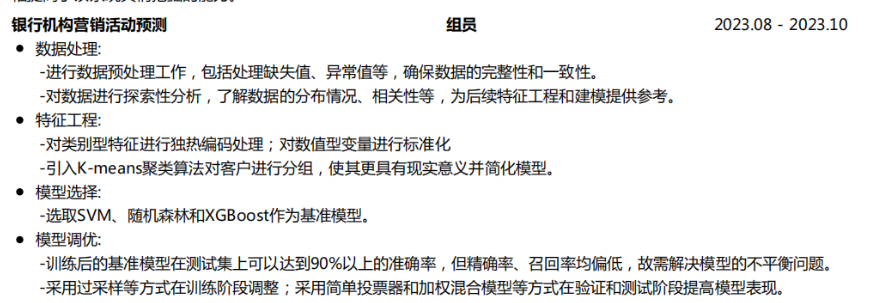 银行机构营销活动预测 组员 2023.08 - 2023.10
● 数据处理:
-进行数据预处理工作，包括处理缺失值、异常值等，确保数据的完整性和一致性。
-对数据进行探索性分析，了解数据的分布情况、相关性等，为后续特征工程和建模提供参考。
● 特征工程:
-对类别型特征进行独热编码处理；对数值型变量进行标准化
-引入K-means聚类算法对客户进行分组，使其更具有现实意义并简化模型。
● 模型选择:
-选取SVM、随机森林和XGBoost作为基准模型。
● 模型调优:
-训练后的基准模型在测试集上可以达到90%以上的准确率，但精确率、召回率均偏低，故需解决模型的不平衡问题。
-采用过采样等方式在训练阶段调整；采用简单投票器和加权混合模型等方式在验证和测试阶段提高模型表现。